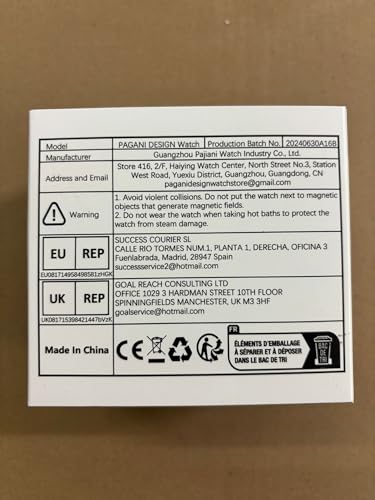 Model PAGANI DESIGN Watch Production Batch No. 20240630A16B
Manufacturer Guangzhou Pajiani Watch Industry Co., Ltd.
Address and Email
Store 416, 2/F, Haiying Watch Center, North Street No.3, Station
West Road, Yuexiu District, Guangzhou, Guangdong, CN
paganidesignwatchstore@gmail.com
Warning
1. Avoid violent collisions. Do not put the watch next to magnetic
objects that generate magnetic fields.
2. Do not wear the watch when taking hot baths to protect the
watch from steam damage.
EU REP
EU081714958498581zHGK
SUCCESS COURIER SL
CALLE RIO TORMES NUM.1, PLANTA 1, DERECHA, OFICINA 3
Fuenlabrada, Madrid, 28947 Spain
successservice2@hotmail.com
UK REP
UK081715398421447bVzK
GOAL REACH CONSULTING LTD
OFFICE 1029 3 HARDMAN STREET 10TH FLOOR
SPINNINGFIELDS MANCHESTER, UK M3 3HF
goalservice@hotmail.com
Made In China
CE
FR
ÉLÉMENTS D'EMBALLAGE
À SÉPARER ET À DÉPOSER
DANS LE BAC DE TRI
BAC
DE
TRI